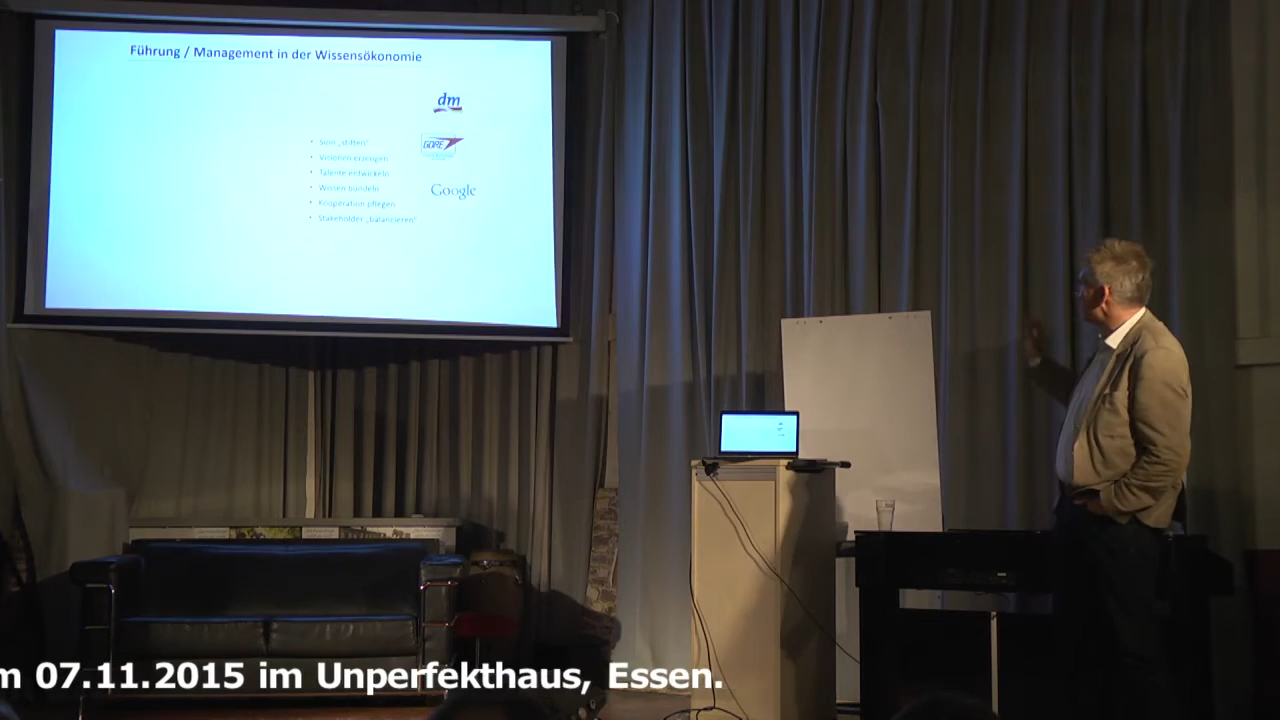 Führung / Management in der Wissensökonomie
dm
• Sinn „stiften“
GORE
• Visionen erzeugen
• Talente entwickeln
• Wissen bündeln
Google
• Kooperation pflegen
• Stakeholder „balancieren“
07.11.2015 im Unperfekthaus, Essen.